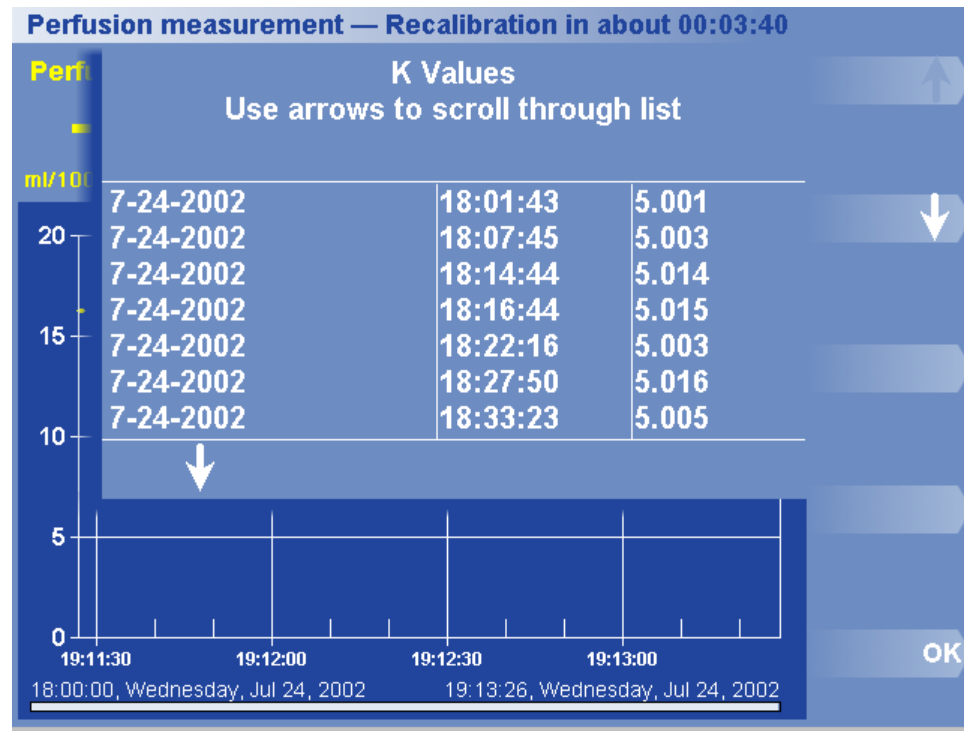 Perfusion measurement — Recalibration in about 00:03:40
K Values
Use arrows to scroll through list
7-24-2002 18:01:43 5.001
7-24-2002 18:07:45 5.003
7-24-2002 18:14:44 5.014
7-24-2002 18:16:44 5.015
7-24-2002 18:22:16 5.003
7-24-2002 18:27:50 5.016
7-24-2002 18:33:23 5.005
20
15
10
5
0
19:11:30 19:12:00 19:12:30 19:13:00
18:00:00, Wednesday, Jul 24, 2002 19:13:26, Wednesday, Jul 24, 2002
OK